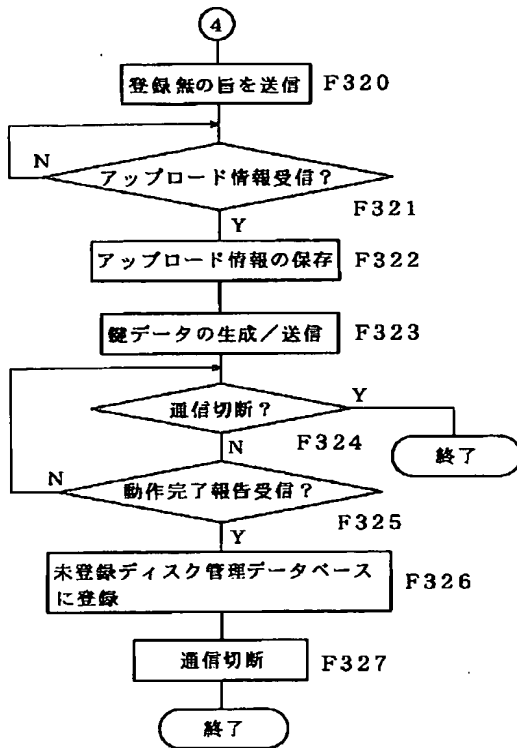 4
登録無の旨を送信 F320
N
アップロード情報受信？
F321
Y
アップロード情報の保存 F322
鍵データの生成／送信 F323
Y
通信切断？
F324
終了
N
N
動作完了報告受信？
F325
Y
未登録ディスク管理データベース
に登録
F326
通信切断 F327
終了